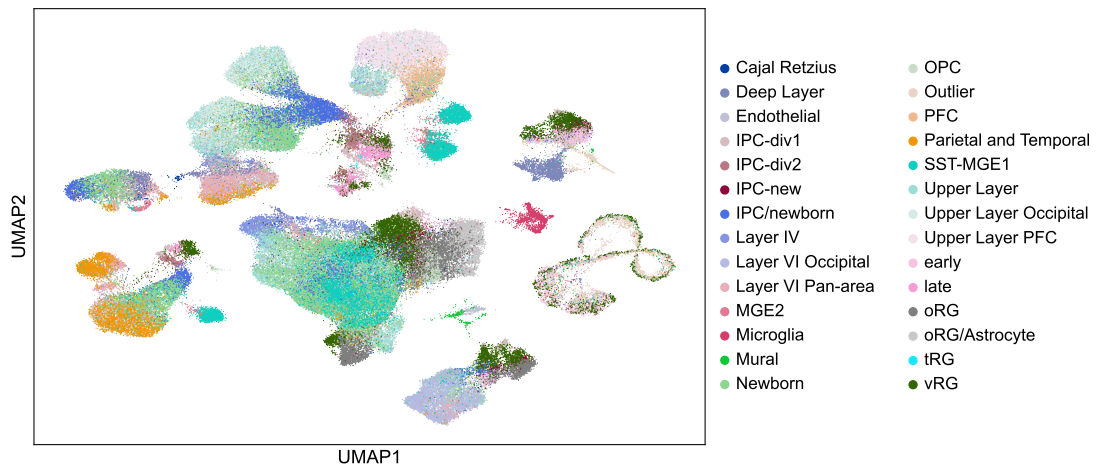 UMAP2
UMAP1
Cajal Retzius
Deep Layer
Endothelial
IPC-div1
IPC-div2
IPC-new
IPC/newborn
Layer IV
Layer VI Occipital
Layer VI Pan-area
MGE2
Microglia
Mural
Newborn
OPC
Outlier
PFC
Parietal and Temporal
SST-MGE1
Upper Layer
Upper Layer Occipital
Upper Layer PFC
early
late
oRG
oRG/Astrocyte
tRG
vRG